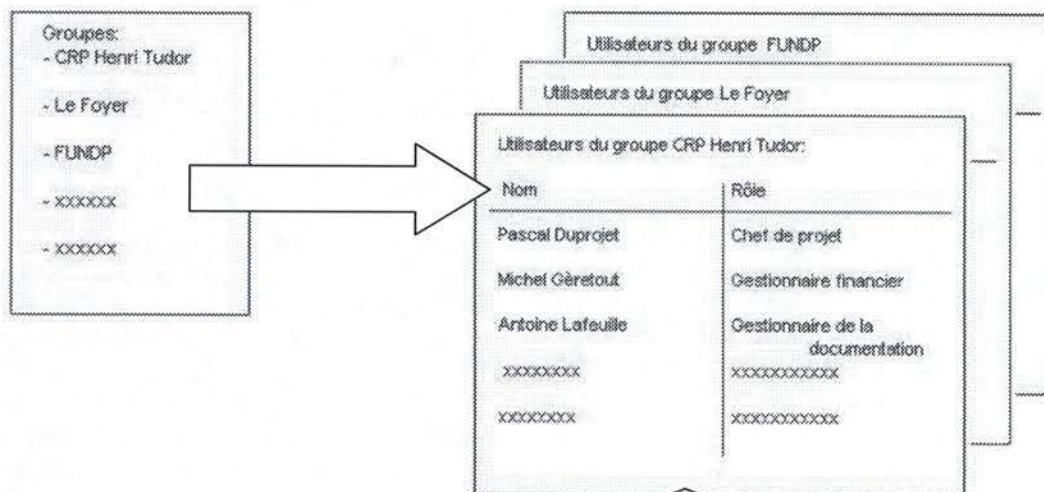 Groupes:
- CRP Henri Tudor
- Le Foyer
- FUNDP
- xxxxxx
- xxxxxx
Utilisateurs du groupe FUNDP
Utilisateurs du groupe Le Foyer
Utilisateurs du groupe CRP Henri Tudor:
Nom Rôle
Pascal Duprojet Chef de projet
Michel Gèretout Gestionnaire financier
Antoine Lafeuille Gestionnaire de la
documentation
xxxxxxxx xxxxxxxxxxx
xxxxxxxx xxxxxxxxxxx